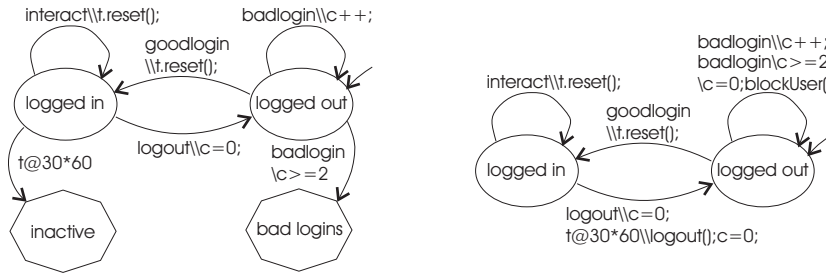 interact\\t.reset();
badlogin\\c++;
goodlogin
\\t.reset();
logged in
logged out
logout\\c=0;
t@30*60
badlogin
\c>=2
inactive
bad logins
badlogin\\c++;
badlogin\c>=2
\c=0;blockUser(
interact\\t.reset();
goodlogin
\\t.reset();
logged in
logged out
logout\\c=0;
t@30*60\\logout();c=0;